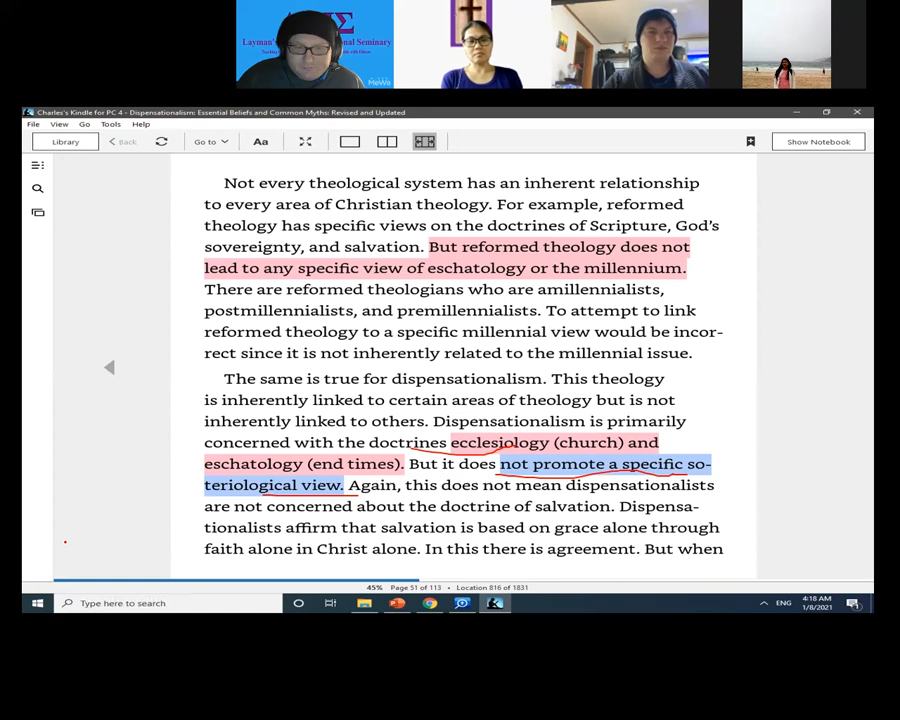 Layman's
nal Seminary
MeWe
Charles's Kindle for PC 4 - Dispensationalism: Essential Beliefs and Common Myths: Revised and Updated
File View Go Tools Help
Library
Back
Go to
Aa
Show Notebook
Not every theological system has an inherent relationship
to every area of Christian theology. For example, reformed
theology has specific views on the doctrines of Scripture, God's
sovereignty, and salvation. But reformed theology does not
lead to any specific view of eschatology or the millennium.
There are reformed theologians who are amillennialists,
postmillennialists, and premillennialists. To attempt to link
reformed theology to a specific millennial view would be incor-
rect since it is not inherently related to the millennial issue.
The same is true for dispensationalism. This theology
is inherently linked to certain areas of theology but is not
inherently linked to others. Dispensationalism is primarily
concerned with the doctrines ecclesiology (church) and
eschatology (end times). But it does not promote a specific so-
teriological view. Again, this does not mean dispensationalists
are not concerned about the doctrine of salvation. Dispensa-
tionalists affirm that salvation is based on grace alone through
faith alone in Christ alone. In this there is agreement. But when
45% Page 51 of 113 Location 816 of 1831
Type here to search
ENG
4:18 AM
1/8/2021